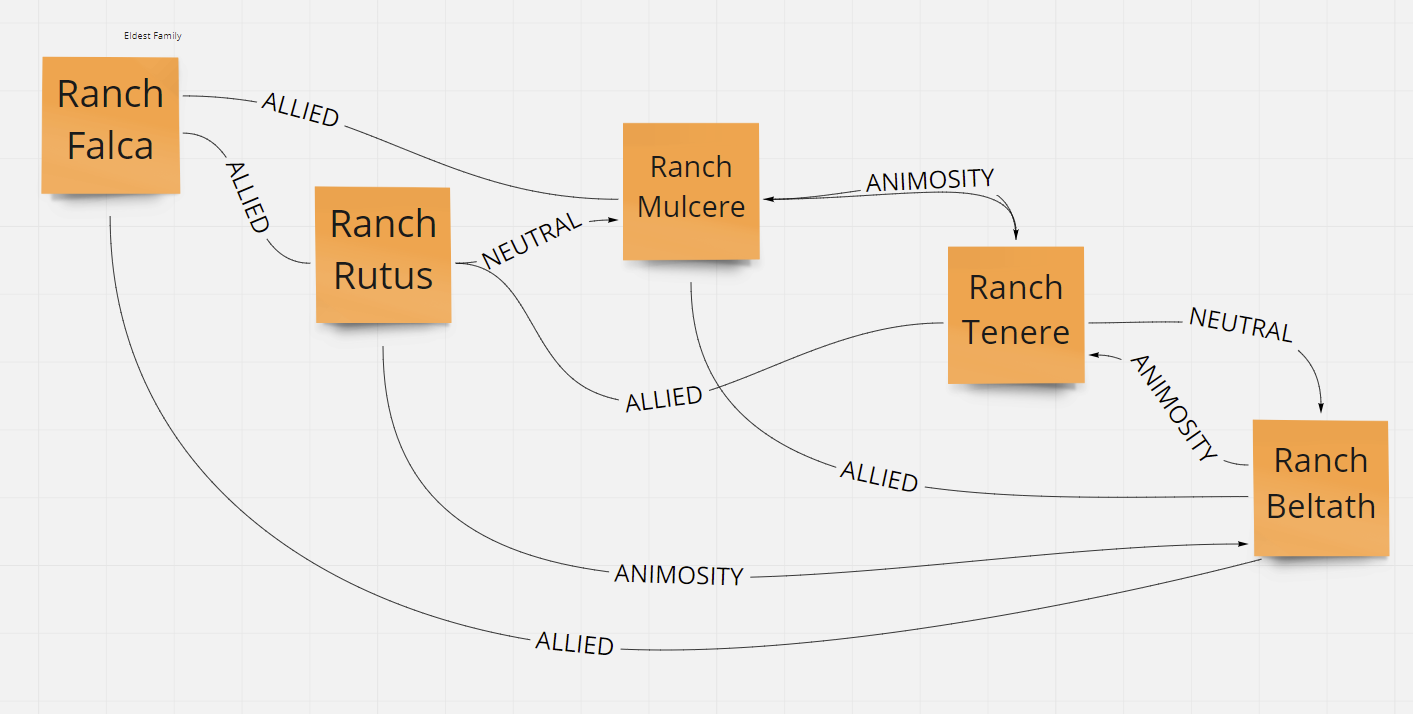 Eldest Family
Ranch
Falca
ALLIED
ALLIED
Ranch
Rutus
NEUTRAL
Ranch
Mulcere
ANIMOSITY
Ranch
Tenere
NEUTRAL
ANIMOSITY
ALLIED
ALLIED
Ranch
Beltath
ANIMOSITY
ALLIED